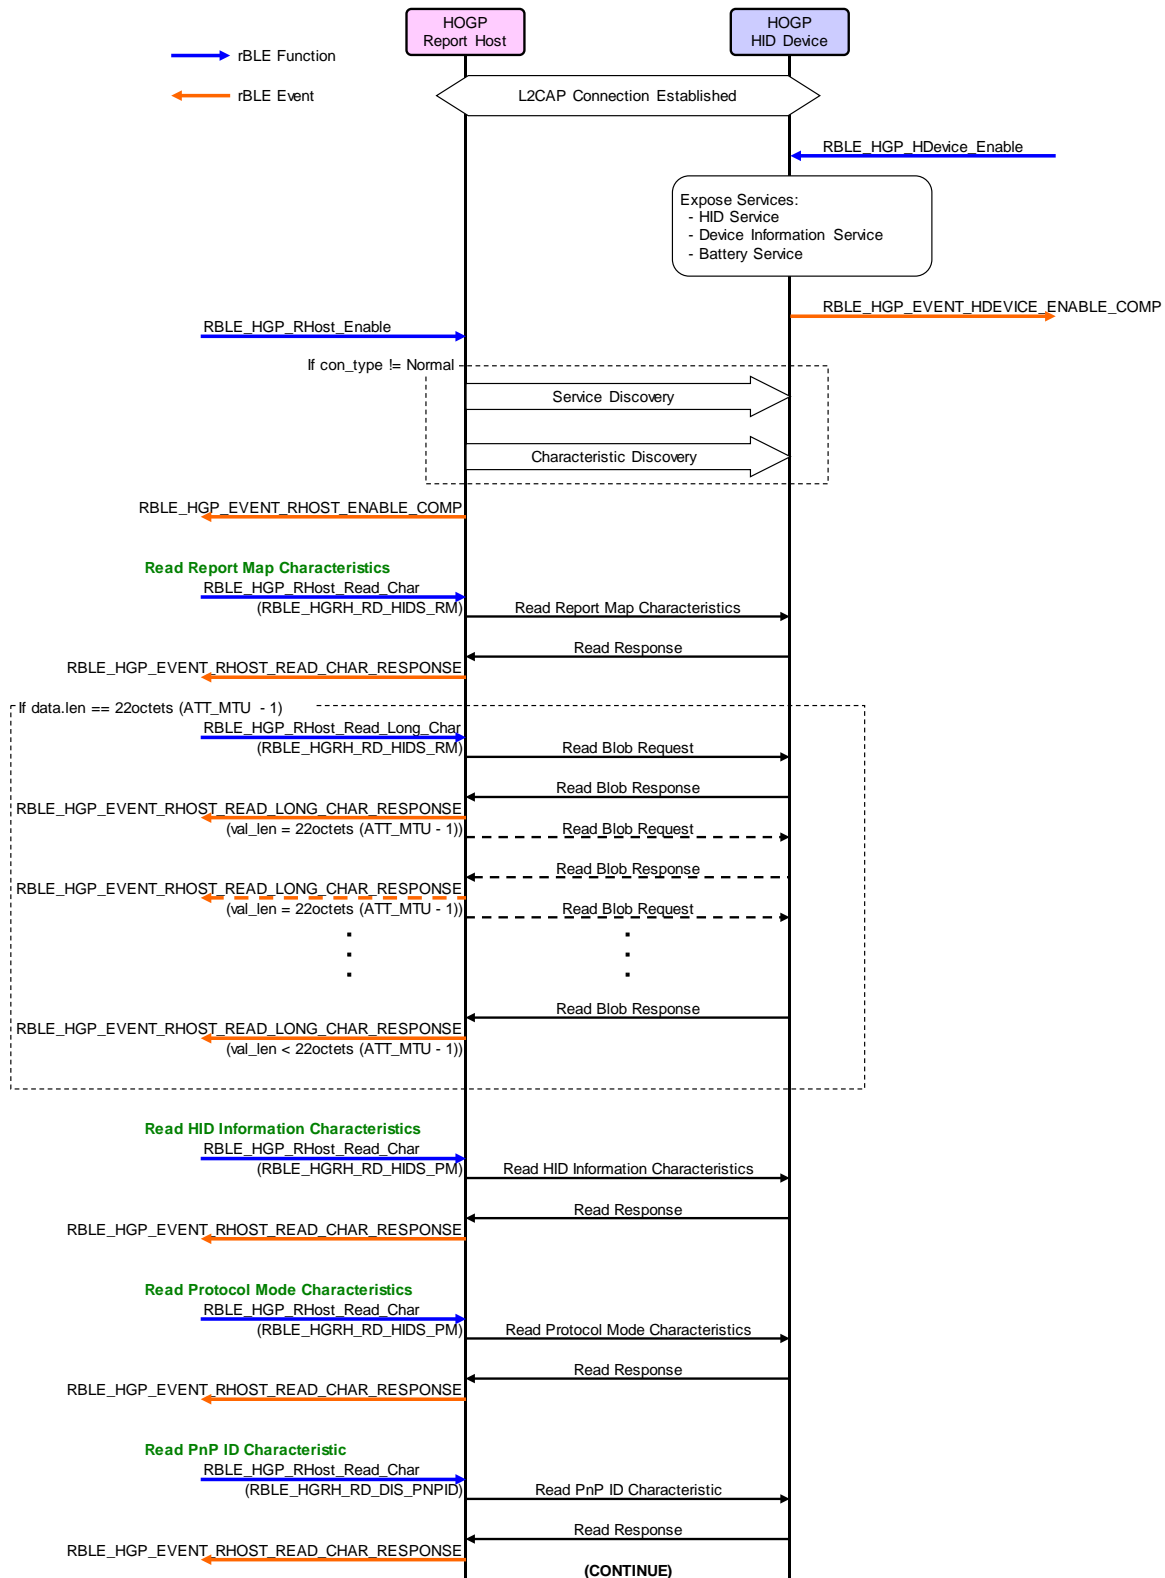 HOGP
Report Host
HOGP
HID Device
rBLE Function
rBLE Event
L2CAP Connection Established
RBLE_HGP_HDevice_Enable
Expose Services:
- HID Service
- Device Information Service
- Battery Service
RBLE_HGP_EVENT_HDEVICE_ENABLE_COMP
RBLE_HGP_RHost_Enable
If con_type != Normal
Service Discovery
Characteristic Discovery
RBLE_HGP_EVENT_RHOST_ENABLE_COMP
Read Report Map Characteristics
RBLE_HGP_RHost_Read_Char
(RBLE_HGRH_RD_HIDS_RM)
Read Report Map Characteristics
Read Response
RBLE_HGP_EVENT_RHOST_READ_CHAR_RESPONSE
If data.len == 22octets (ATT_MTU - 1)
RBLE_HGP_RHost_Read_Long_Char
(RBLE_HGRH_RD_HIDS_RM)
Read Blob Request
Read Blob Response
RBLE_HGP_EVENT_RHOST_READ_LONG_CHAR_RESPONSE
(val_len = 22octets (ATT_MTU - 1))
Read Blob Request
Read Blob Response
RBLE_HGP_EVENT_RHOST_READ_LONG_CHAR_RESPONSE
(val_len = 22octets (ATT_MTU - 1))
Read Blob Request
Read Blob Response
RBLE_HGP_EVENT_RHOST_READ_LONG_CHAR_RESPONSE
(val_len < 22octets (ATT_MTU - 1))
Read HID Information Characteristics
RBLE_HGP_RHost_Read_Char
(RBLE_HGRH_RD_HIDS_PM)
Read HID Information Characteristics
Read Response
RBLE_HGP_EVENT_RHOST_READ_CHAR_RESPONSE
Read Protocol Mode Characteristics
RBLE_HGP_RHost_Read_Char
(RBLE_HGRH_RD_HIDS_PM)
Read Protocol Mode Characteristics
Read Response
RBLE_HGP_EVENT_RHOST_READ_CHAR_RESPONSE
Read PnP ID Characteristic
RBLE_HGP_RHost_Read_Char
(RBLE_HGRH_RD_DIS_PNPID)
Read PnP ID Characteristic
Read Response
RBLE_HGP_EVENT_RHOST_READ_CHAR_RESPONSE
(CONTINUE)